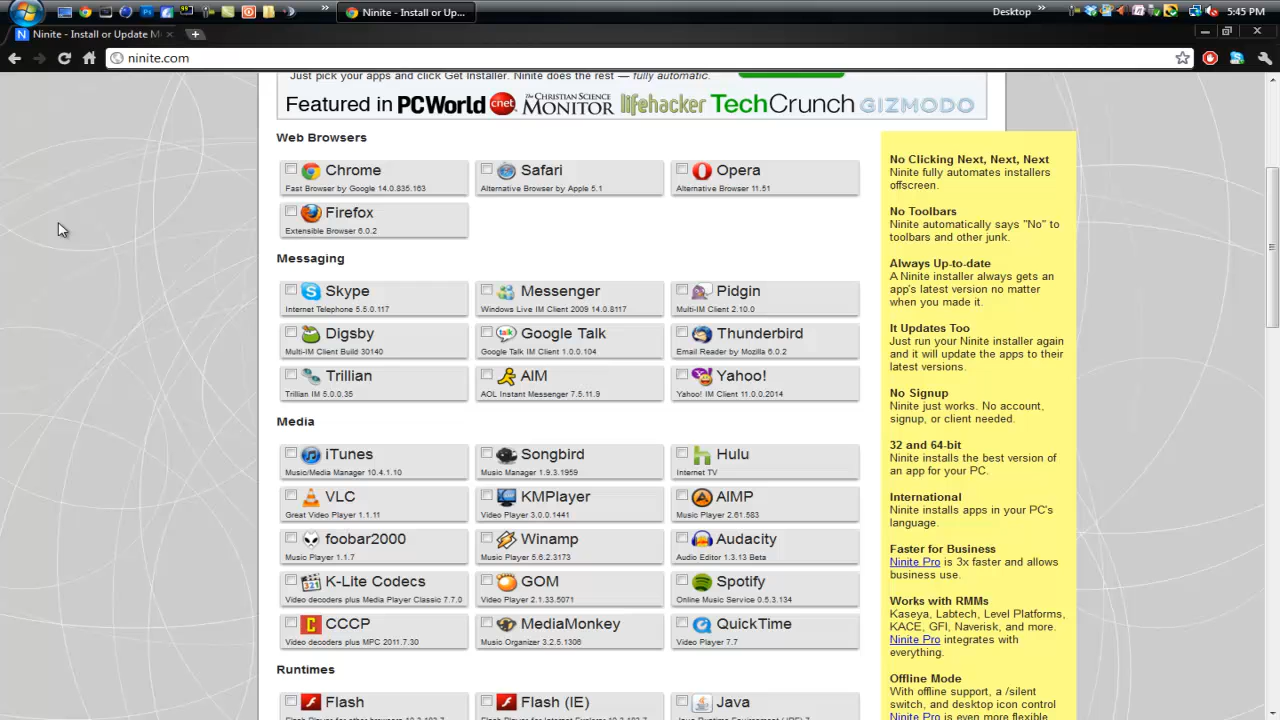 Ninite - Install or Up...
Desktop
5:45 PM
Ninite - Install or Update M
ninite.com
Just pick your apps and click Get Installer. Ninite does the rest — fully automatic.
Featured in PCWorld cnet THE CHRISTIAN SCIENCE MONITOR lifehacker TechCrunch GIZMODO
Web Browsers
Chrome
Fast Browser by Google 14.0.835.163
Safari
Alternative Browser by Apple 5.1
Opera
Alternative Browser 11.51
Firefox
Extensible Browser 6.0.2
Messaging
Skype
Internet Telephone 5.5.0.117
Messenger
Windows Live IM Client 2009 14.0.8117
Pidgin
Multi-IM Client 2.10.0
Digsby
Multi-IM Client Build 30140
Google Talk
Google Talk IM Client 1.0.0.104
Thunderbird
Email Reader by Mozilla 6.0.2
Trillian
Trillian IM 5.0.0.35
AIM
AOL Instant Messenger 7.5.11.9
Yahoo!
Yahoo! IM Client 11.0.0.2014
Media
iTunes
Music/Media Manager 10.4.1.10
Songbird
Music Manager 1.9.3.1959
Hulu
Internet TV
VLC
Great Video Player 1.1.11
KMPlayer
Video Player 3.0.0.1441
AIMP
Music Player 2.61.583
foobar2000
Music Player 1.1.7
Winamp
Music Player 5.6.2.3173
Audacity
Audio Editor 1.3.13 Beta
K-Lite Codecs
Video decoders plus Media Player Classic 7.7.0
GOM
Video Player 2.1.33.5071
Spotify
Online Music Service 0.5.3.134
CCCP
Video decoders plus MPC 2011.7.30
MediaMonkey
Music Organizer 3.2.5.1306
QuickTime
Video Player 7.7
Runtimes
Flash
Flash (IE)
Java
No Clicking Next, Next, Next
Ninite fully automates installers
offscreen.
No Toolbars
Ninite automatically says "No" to
toolbars and other junk.
Always Up-to-date
A Ninite installer always gets an
app's latest version no matter
when you made it.
It Updates Too
Just run your Ninite installer again
and it will update the apps to their
latest versions.
No Signup
Ninite just works. No account,
signup, or client needed.
32 and 64-bit
Ninite installs the best version of
an app for your PC.
International
Ninite installs apps in your PC's
language.
Faster for Business
Ninite Pro is 3x faster and allows
business use.
Works with RMMs
Kaseya, Labtech, Level Platforms,
KACE, GFI, Naverisk, and more.
Ninite Pro integrates with
everything.
Offline Mode
With offline support, a /silent
switch, and desktop icon control
Ninite Pro is even more flexible